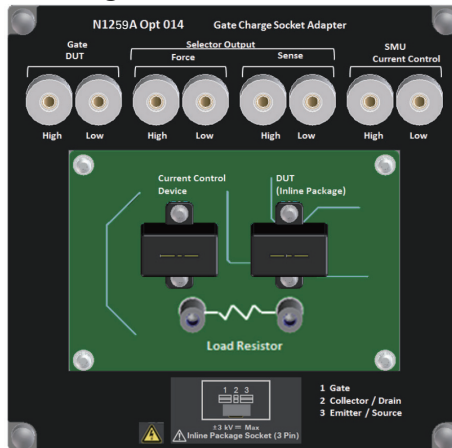 N1259A Opt 014 Gate Charge Socket Adapter
Gate
DUT
Selector Output
Force Sense
SMU
Current Control
High Low High Low High Low High Low
Current Control
Device
DUT
(Inline Package)
Load Resistor
1 2 3
±3 kV ⎓ Max
Inline Package Socket (3 Pin)
1 Gate
2 Collector / Drain
3 Emitter / Source